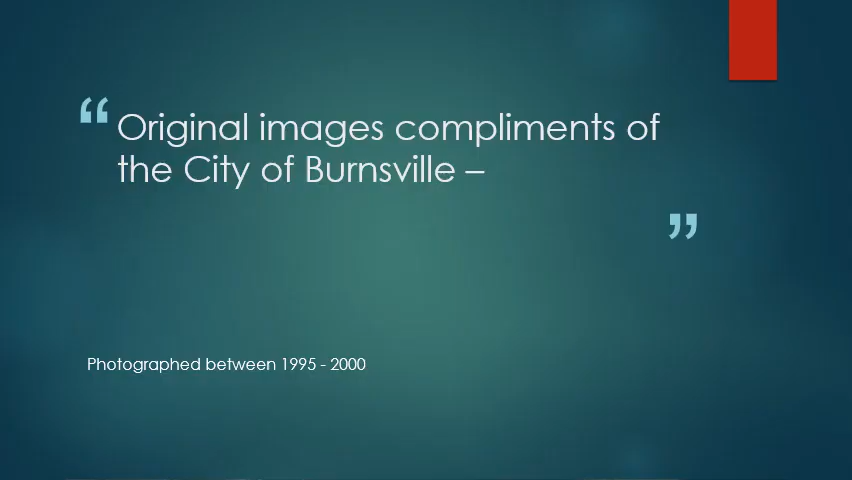 “ Original images compliments of
the City of Burnsville –
”
Photographed between 1995 - 2000